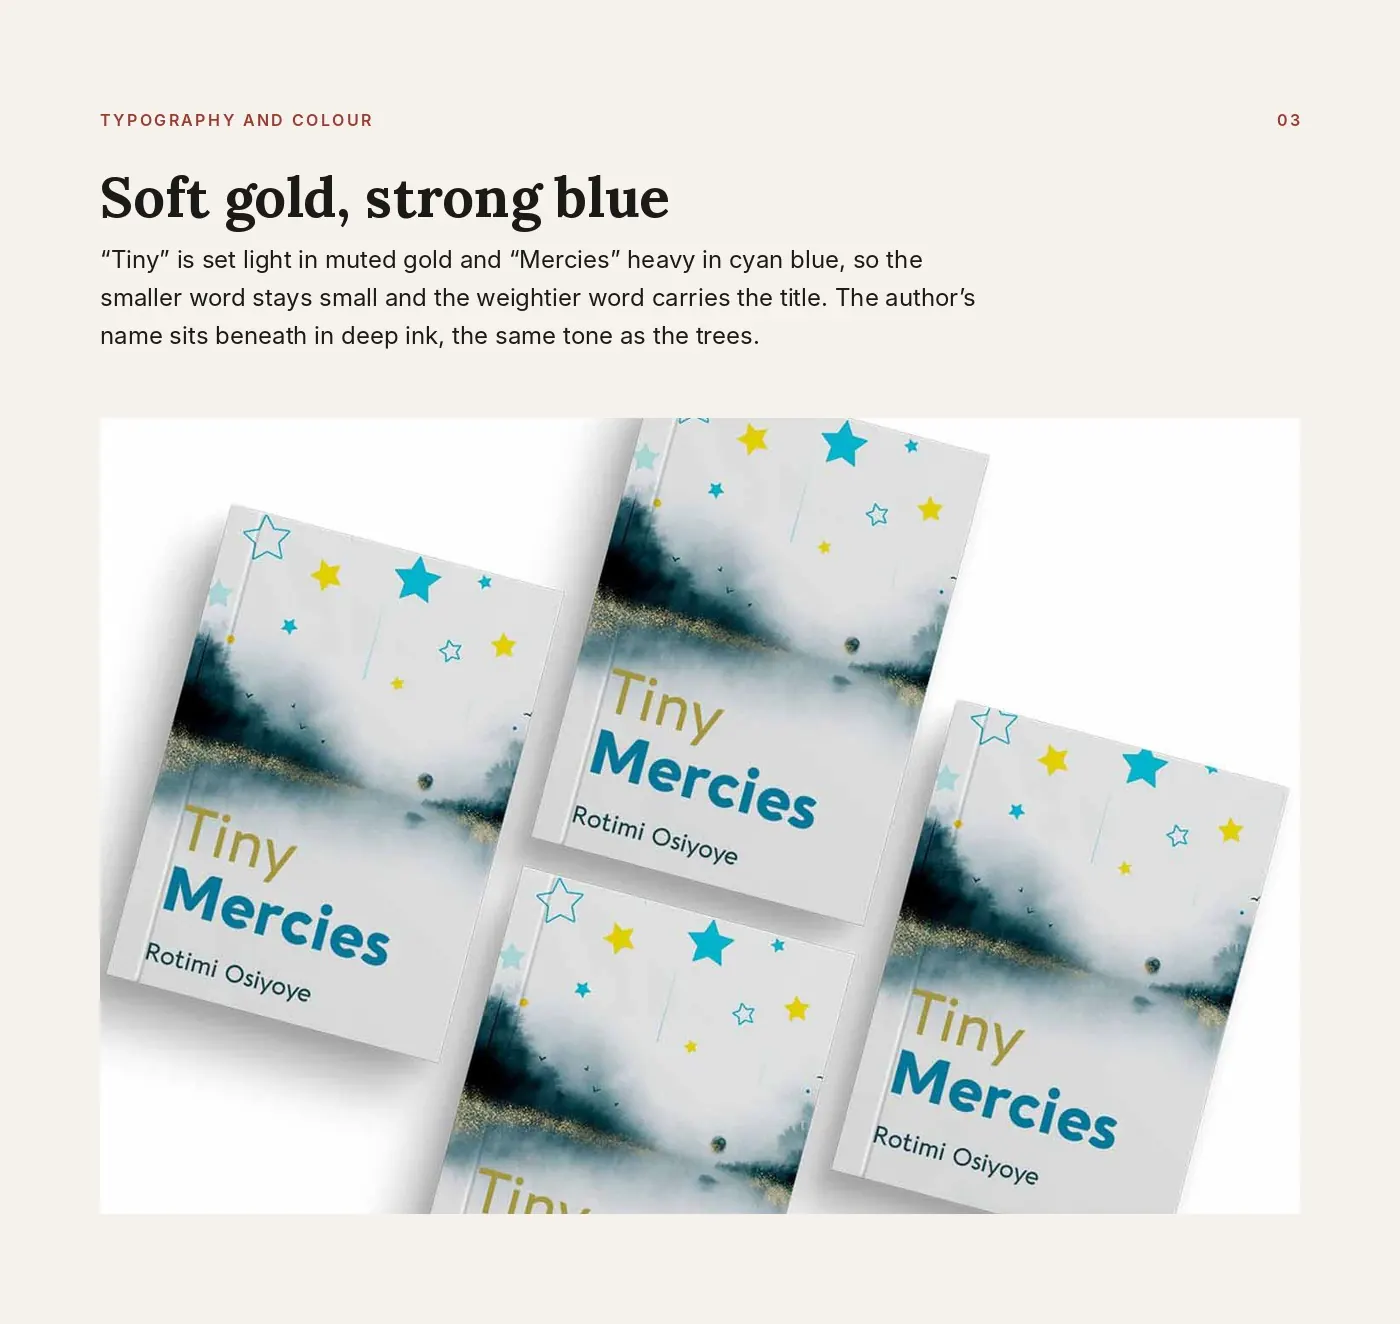 TYPOGRAPHY AND COLOUR
03
Soft gold, strong blue
“Tiny” is set light in muted gold and “Mercies” heavy in cyan blue, so the
smaller word stays small and the weightier word carries the title. The author’s
name sits beneath in deep ink, the same tone as the trees.
Tiny
Mercies
Rotimi Osiyoye
Tiny
Mercies
Rotimi Osiyoye
Tiny
Mercies
Rotimi Osiyoye
Tiny